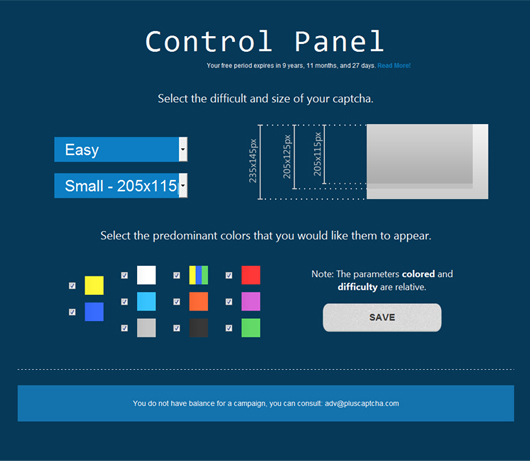 Control Panel
Your free period expires in 9 years, 11 months, and 27 days. Read More!
Select the difficult and size of your captcha.
Easy
Small - 205x115
235x145px
205x125px
205x115px
Select the predominant colors that you would like them to appear.
Note: The parameters colored and
difficulty are relative.
SAVE
You do not have balance for a campaign, you can consult: adv@pluscaptcha.com